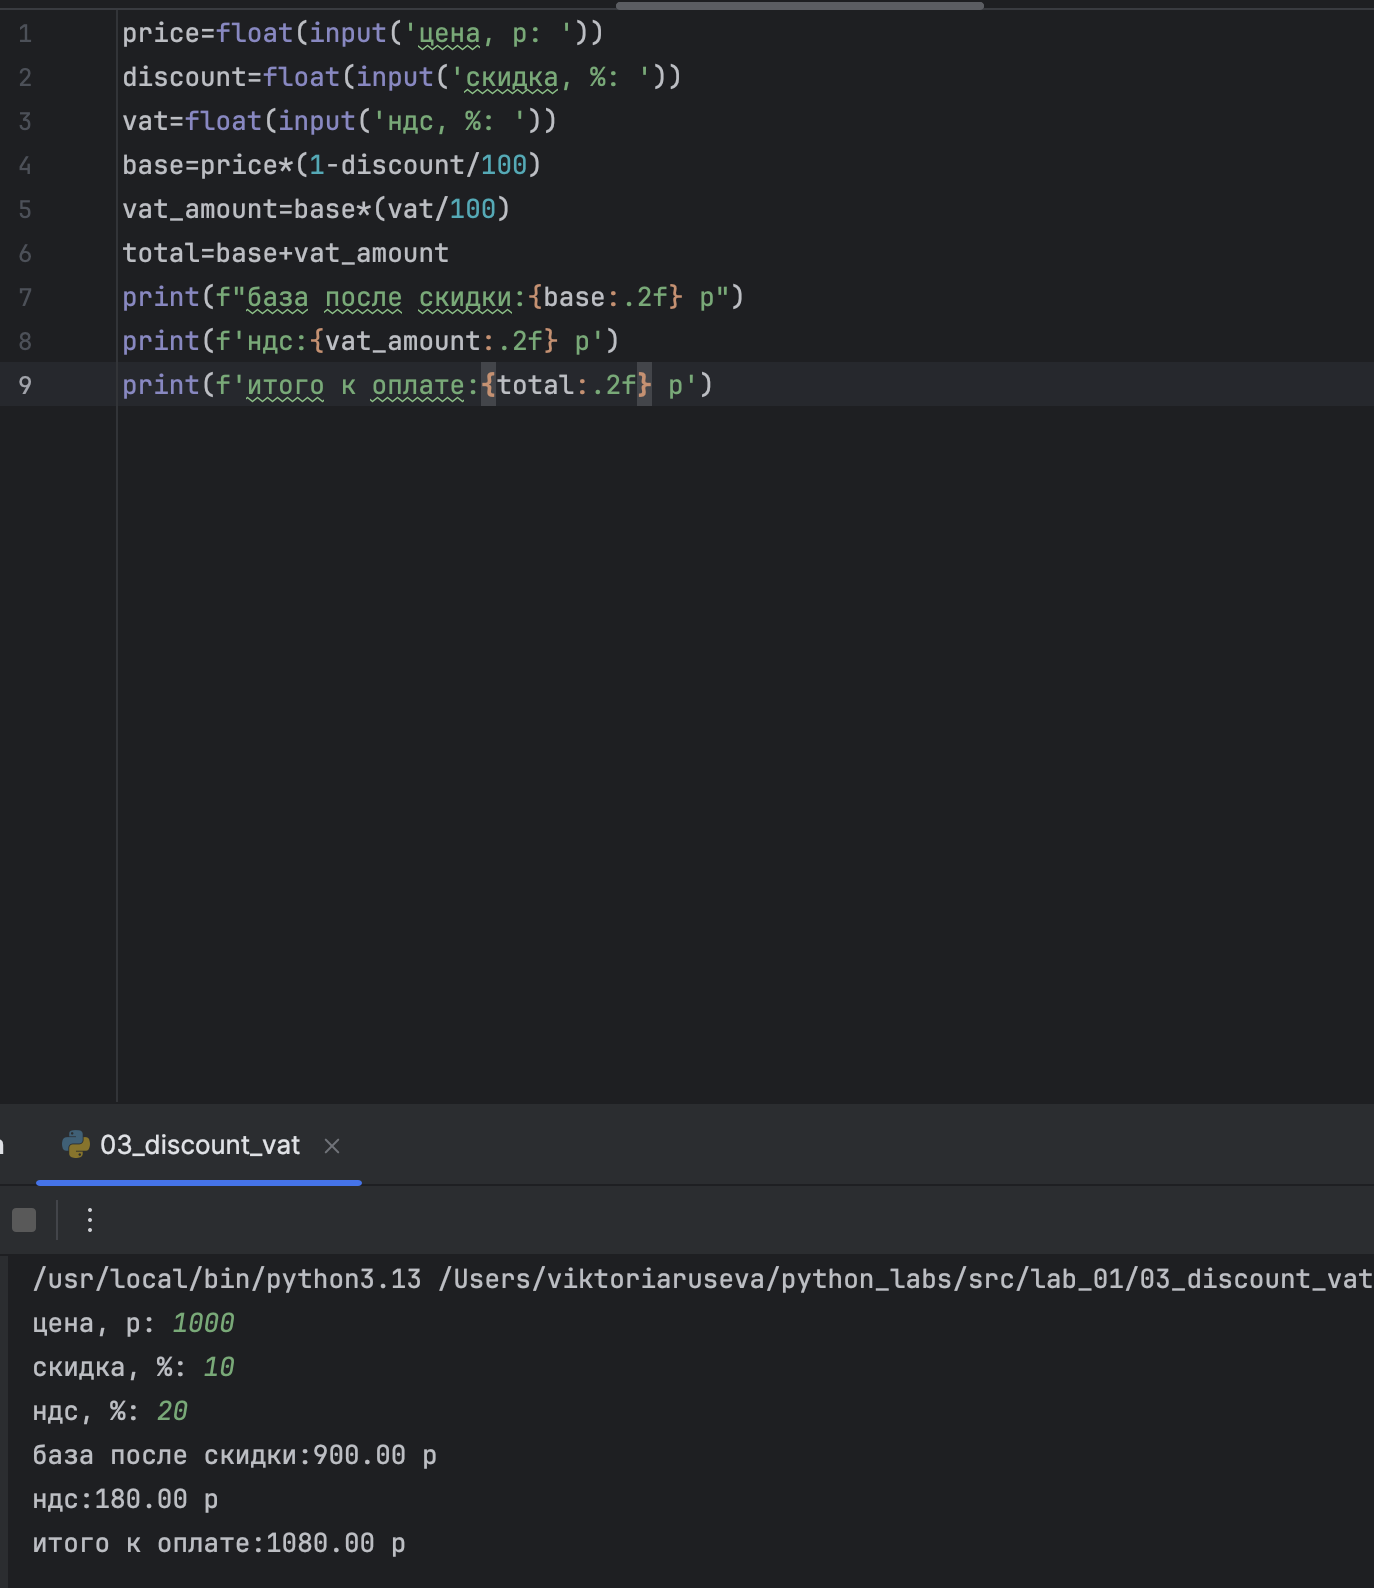 1 price=float(input('цена, р: '))
2 discount=float(input('скидка, %: '))
3 vat=float(input('ндс, %: '))
4 base=price*(1-discount/100)
5 vat_amount=base*(vat/100)
6 total=base+vat_amount
7 print(f"база после скидки:{base:.2f} р")
8 print(f'ндс:{vat_amount:.2f} р')
9 print(f'итого к оплате:{total:.2f} р')
03_discount_vat ×
/usr/local/bin/python3.13 /Users/viktoriaruseva/python_labs/src/lab_01/03_discount_vat
цена, р: 1000
скидка, %: 10
ндс, %: 20
база после скидки:900.00 р
ндс:180.00 р
итого к оплате:1080.00 р